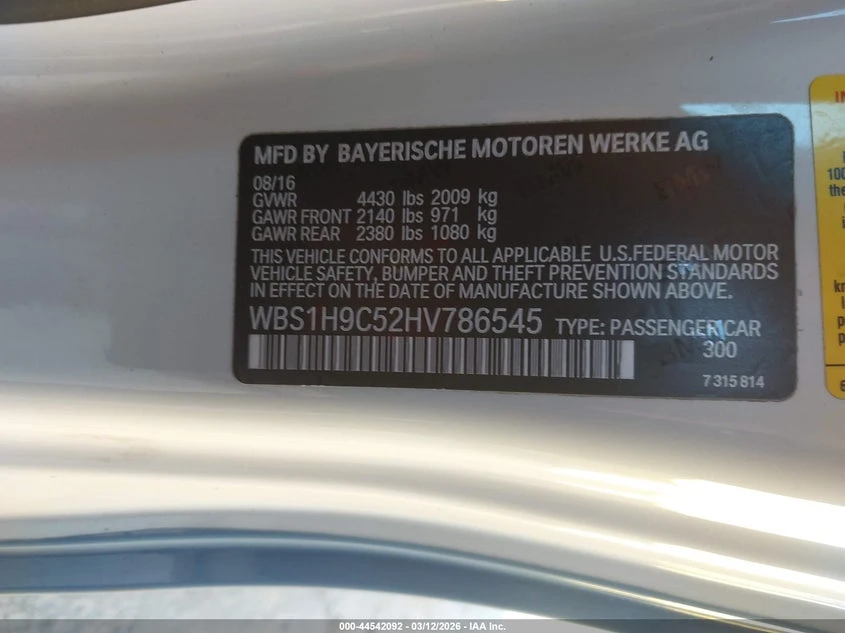 MFD BY BAYERISCHE MOTOREN WERKE AG
08/16
GVWR 4430 lbs 2009 kg
GAWR FRONT 2140 lbs 971 kg
GAWR REAR 2380 lbs 1080 kg
THIS VEHICLE CONFORMS TO ALL APPLICABLE U.S.FEDERAL MOTOR
VEHICLE SAFETY, BUMPER AND THEFT PREVENTION STANDARDS
IN EFFECT ON THE DATE OF MANUFACTURE SHOWN ABOVE.
WBS1H9C52HV786545 TYPE: PASSENGER CAR
300
7 315 814
100
the
000-44542092 - 03/12/2026 - IAA Inc.